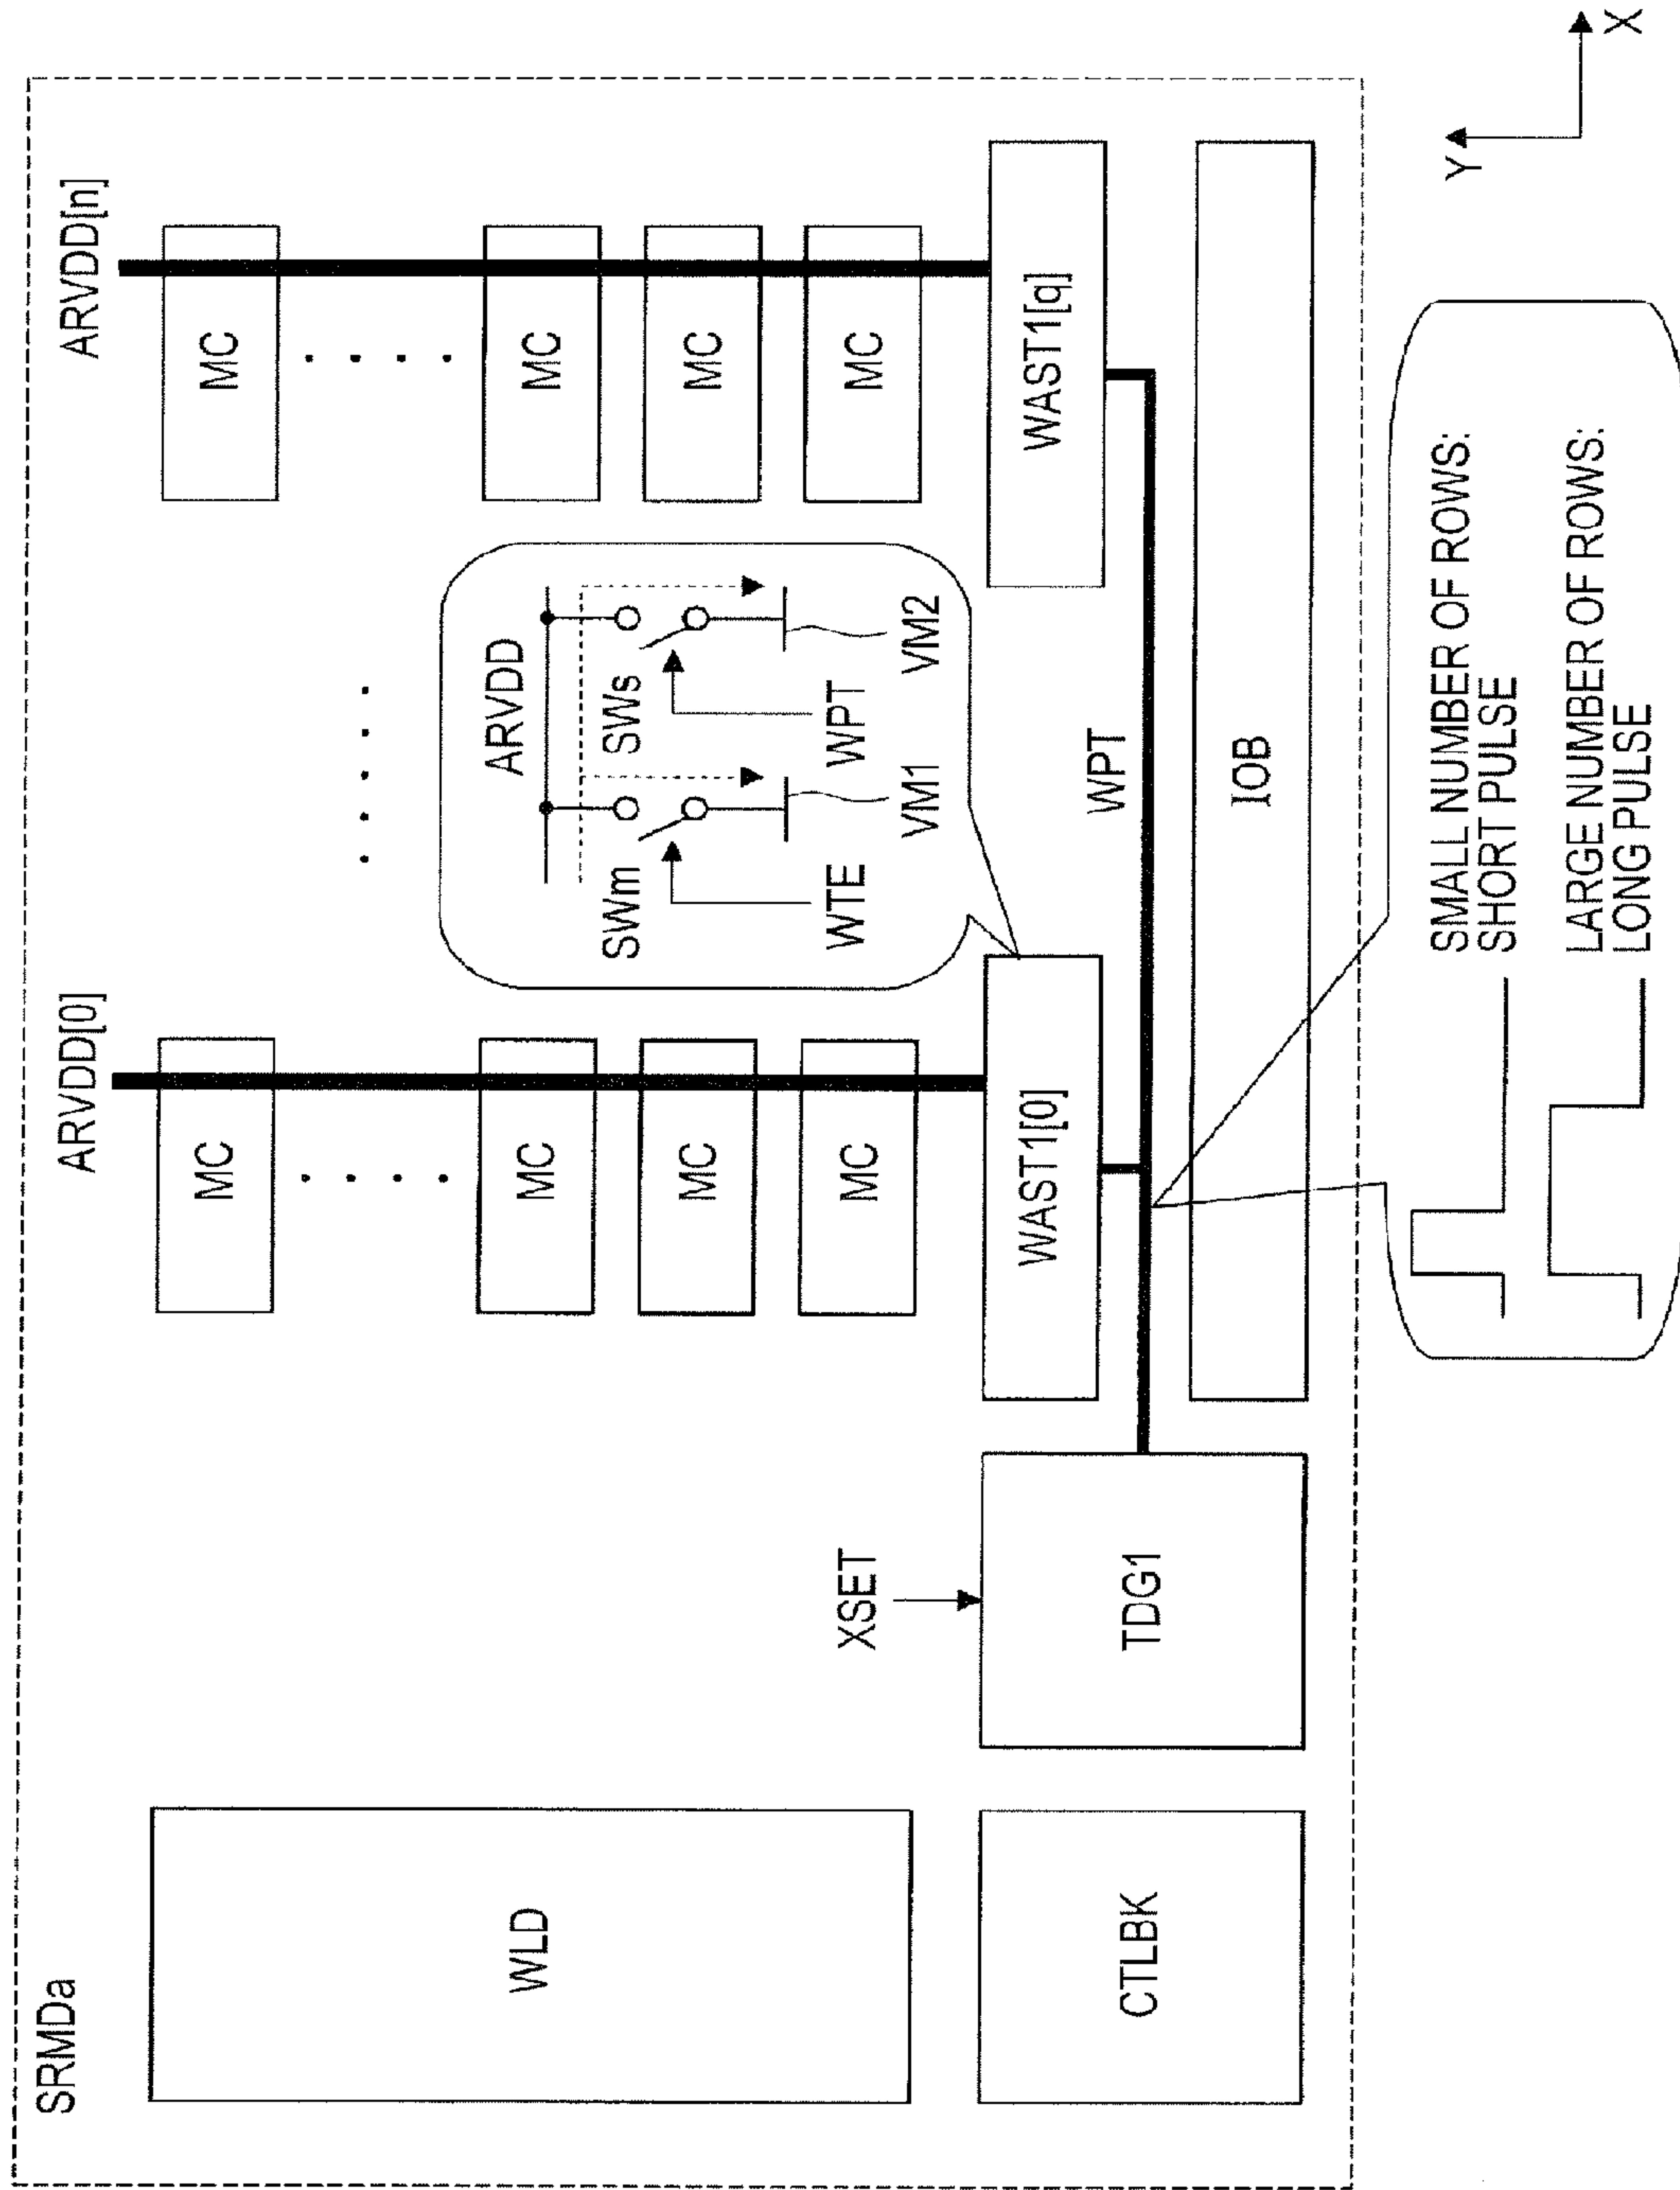 SRMDa
ARVDD[0]
ARVDD[n]
WLD
MC
MC
. . . .
. . . .
. . . . .
MC
MC
MC
MC
MC
MC
ARVDD
SWm
SWs
WTE
WPT
VM1
VM2
XSET
CTLBK
TDG1
WAST1[0]
WAST1[q]
WPT
IOB
Y
X
SMALL NUMBER OF ROWS:
SHORT PULSE
LARGE NUMBER OF ROWS:
LONG PULSE